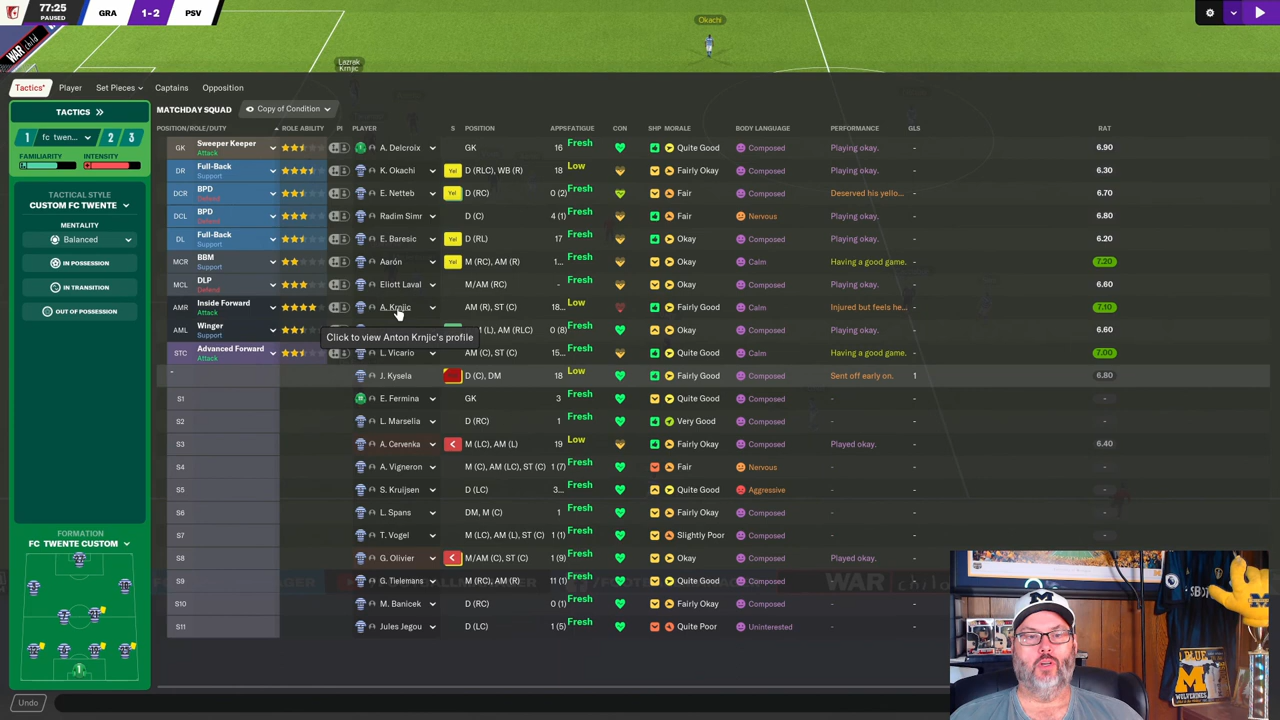 77:25
PAUSED
GRA 1-2 PSV
Okachi
WAR child
Lazrak
Krnjic
Tactics* Player Set Pieces Captains Opposition
TACTICS MATCHDAY SQUAD Copy of Condition
POSITION/ROLE/DUTY ROLE ABILITY PI PLAYER S POSITION APPS FATIGUE CON SHP MORALE BODY LANGUAGE PERFORMANCE GLS RAT
1 fc twen... 2 3
FAMILIARITY INTENSITY
TACTICAL STYLE
CUSTOM FC TWENTE
MENTALITY
Balanced
IN POSSESSION
IN TRANSITION
OUT OF POSSESSION
GK Sweeper Keeper Attack A. Delcroix GK 16 Fresh Quite Good Composed Playing okay. - 6.90
DR Full-Back Support K. Okachi Yel D (RLC), WB (R) 18 Low Fairly Okay Composed Playing okay. - 6.30
DCR BPD Defend E. Netteb Yel D (RC) 0 (2) Fresh Fair Composed Deserved his yello... - 6.70
DCL BPD Defend Radim Simr D (C) 4 (1) Fresh Fair Nervous Playing okay. - 6.80
DL Full-Back Support E. Baresic Yel D (RL) 17 Fresh Okay Composed Playing okay. - 6.20
MCR BBM Support Aarón Yel M (RC), AM (R) 1... Fresh Okay Calm Having a good game. - 7.20
MCL DLP Defend Eliott Laval M/AM (RC) - Fresh Okay Composed Playing okay. - 6.60
AMR Inside Forward Attack A. Krnjic AM (R), ST (C) 18... Low Fairly Good Calm Injured but feels he... - 7.10
AML Winger Support (L), AM (RLC) 0 (8) Fresh Okay Composed Playing okay. - 6.60
Click to view Anton Krnjic's profile
STC Advanced Forward Attack L. Vicario AM (C), ST (C) 15... Fresh Quite Good Calm Having a good game. - 7.00
- J. Kysela D (C), DM 18 Low Fairly Good Composed Sent off early on. 1 6.80
S1 E. Fermina GK 3 Fresh Quite Good Composed - - -
S2 L. Marselia D (RC) 1 Fresh Very Good Composed - - -
S3 A. Cervenka M (LC), AM (L) 19 Low Fairly Okay Composed Played okay. - 6.40
S4 A. Vigneron M (C), AM (LC), ST (C) 1 (7) Fresh Fair Nervous - - -
S5 S. Kruijsen D (LC) 3... Fresh Quite Good Aggressive - - -
S6 L. Spans DM, M (C) 1 Fresh Fairly Okay Composed - - -
S7 T. Vogel M (LC), AM (L), ST (C) 1 Fresh Slightly Poor Composed - - -
S8 G. Olivier M/AM (C), ST (C) 1 (9) Fresh Okay Composed Played okay. -
S9 G. Tielemans M (RC), AM (R) 11 (1) Fresh Quite Good Composed -
S10 M. Banicek D (RC) 0 (1) Fresh Fairly Okay Composed -
S11 Jules Jegou D (LC) 1 (5) Fresh Quite Poor Uninterested -
FORMATION
FC TWENTE CUSTOM
WAR child
M
SBO
M
BLUE
WOLVERINES
Undo